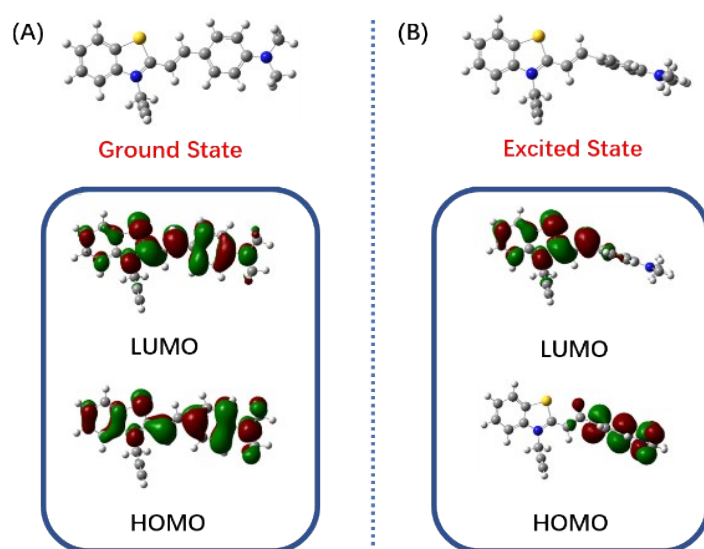 (A)
Ground State
LUMO
HOMO
(B)
Excited State
LUMO
HOMO